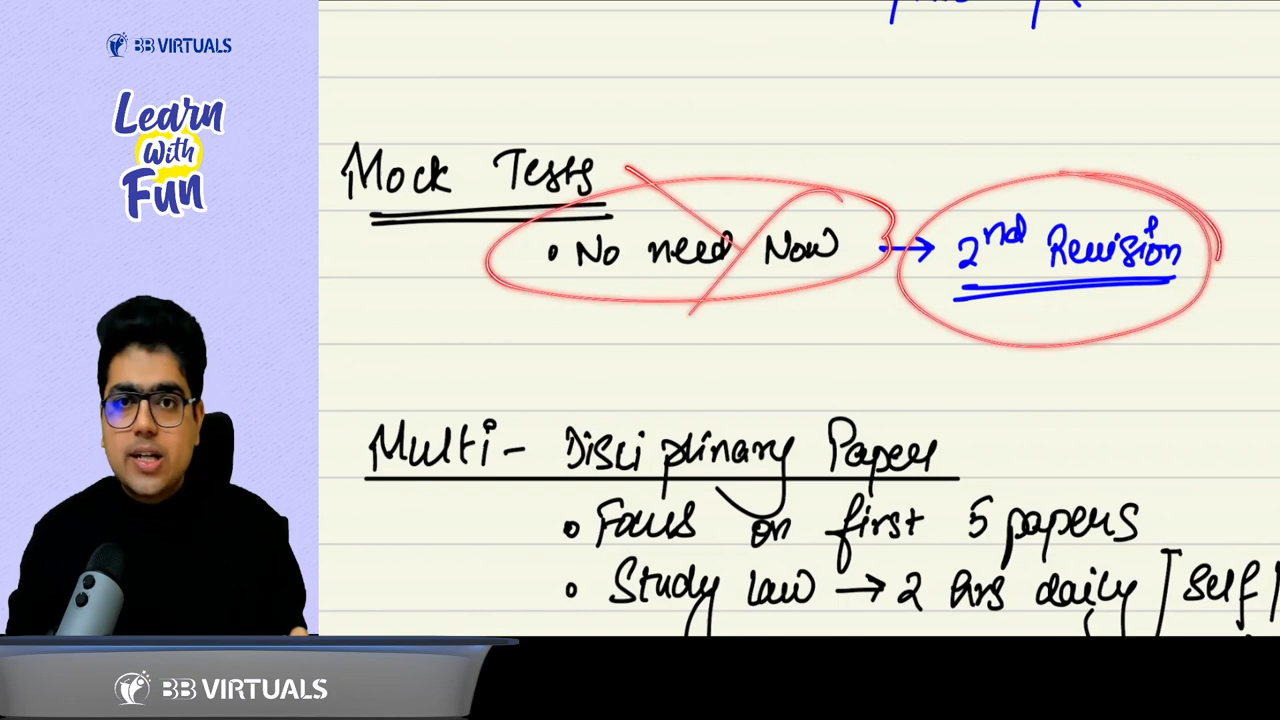 BB VIRTUALS
Learn
With
Fun
Mock Tests
• No need Now → 2nd Revision
Multi - Disciplinary Paper
• Focus on first 5 papers
• Study law → 2 hrs daily [Self
BB VIRTUALS